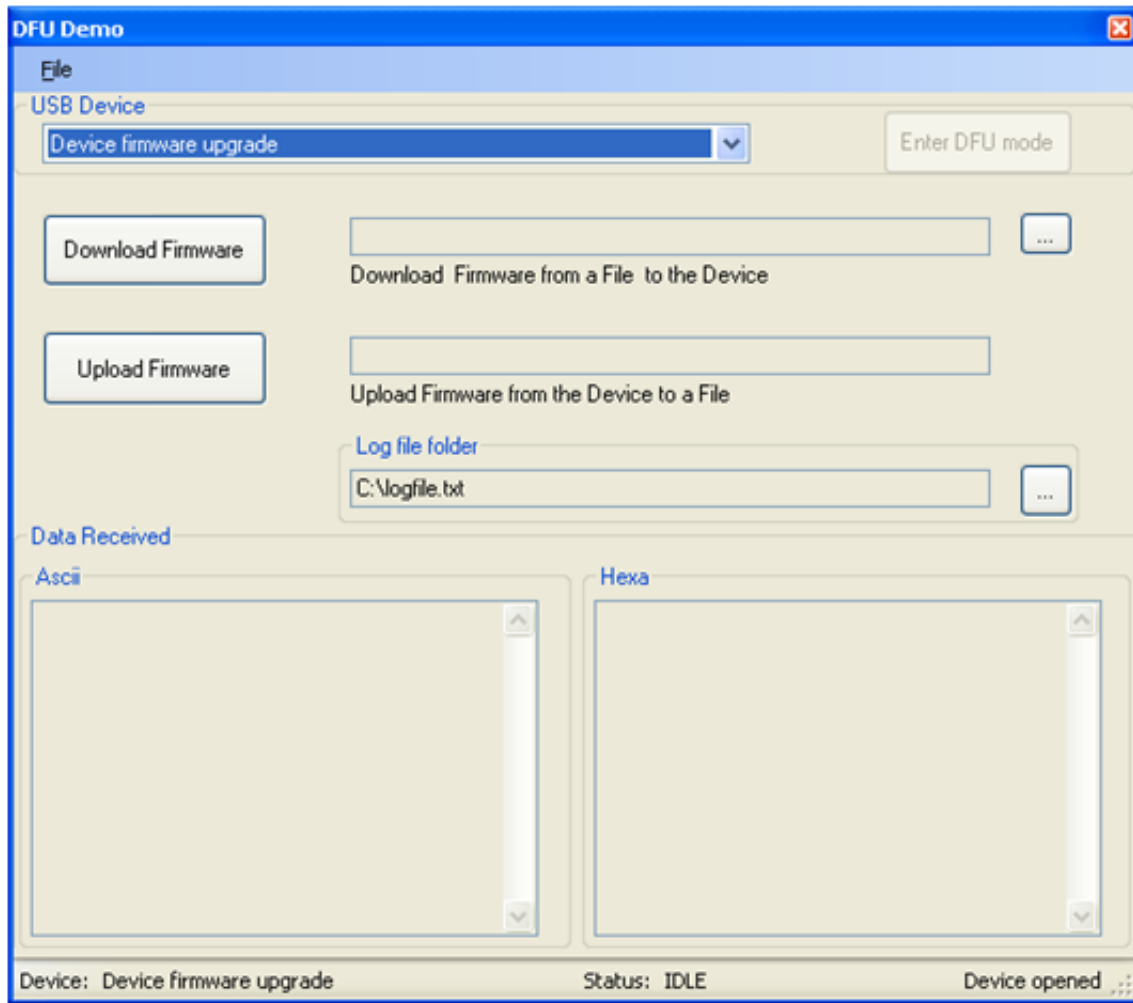 DFU Demo
File
USB Device
Device firmware upgrade
Enter DFU mode
Download Firmware
...
Download  Firmware from a File  to the Device
Upload Firmware
Upload Firmware from the Device to a File
Log file folder
C:\logfile.txt
...
Data Received
Ascii
Hexa
Device:  Device firmware upgrade
Status:  IDLE
Device opened